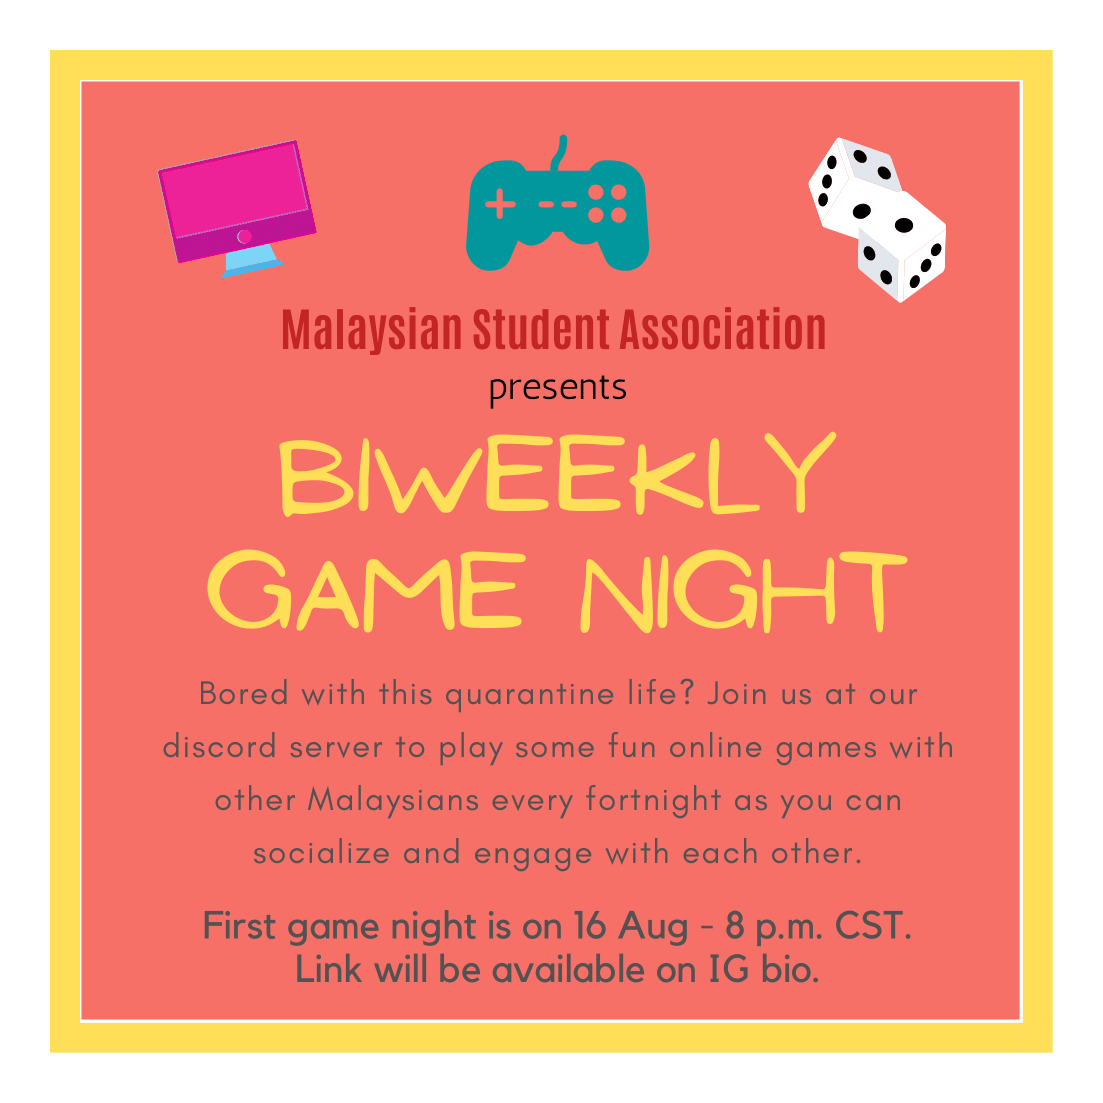 Malaysian Student Association
presents
BIWEEKLY
GAME NIGHT
Bored with this quarantine life? Join us at our
discord server to play some fun online games with
other Malaysians every fortnight as you can
socialize and engage with each other.
First game night is on 16 Aug - 8 p.m. CST.
Link will be available on IG bio.